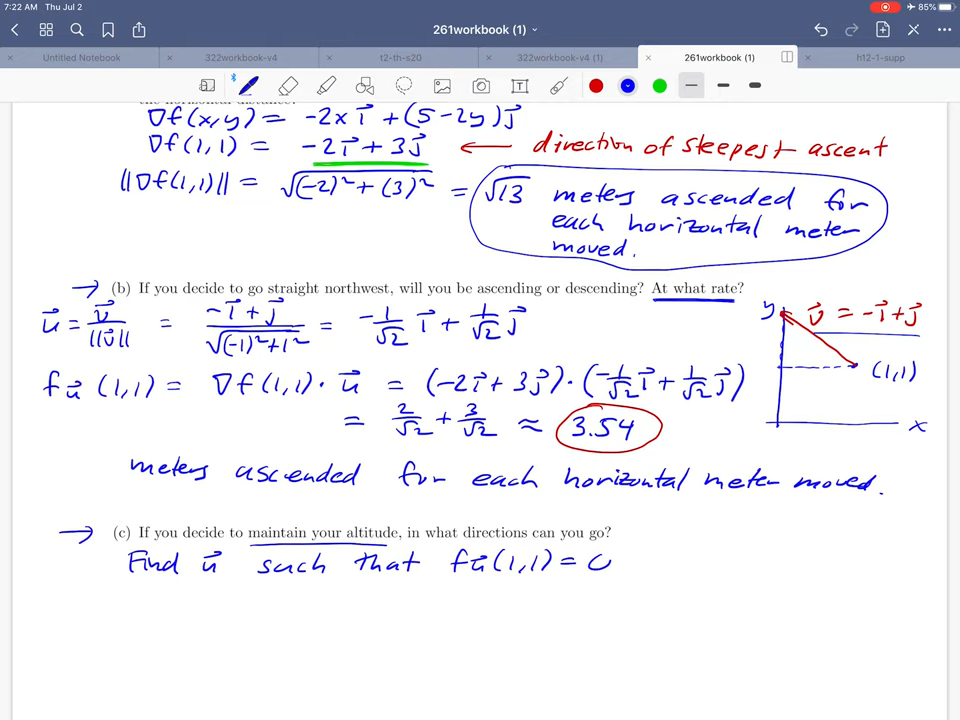 7:22 AM Thu Jul 2
85%
261workbook (1)
Untitled Notebook
322workbook-v4
t2-th-s20
322workbook-v4 (1)
261workbook (1)
h12-1-supp
the horizontal distance.
∇f(x,y) = -2x i⃗ + (5-2y) j⃗
∇f(1,1) = -2i⃗ + 3j⃗ ← direction of steepest ascent
||∇f(1,1)|| = √((-2)² + (3)²) = √13 meters ascended for
each horizontal meter
moved.
→ (b) If you decide to go straight northwest, will you be ascending or descending? At what rate?
u⃗ = v⃗/||v⃗|| = (-i⃗ + j⃗)/√((-1)²+1²) = -1/√2 i⃗ + 1/√2 j⃗
y v⃗ = -i⃗+j⃗
(1,1)
x
fu⃗ (1,1) = ∇f(1,1) · u⃗ = (-2i⃗ + 3j⃗) · (-1/√2 i⃗ + 1/√2 j⃗)
= 2/√2 + 3/√2 ≈ 3.54
meters ascended for each horizontal meter moved.
→ (c) If you decide to maintain your altitude, in what directions can you go?
Find u⃗ such that fu⃗(1,1) = 0